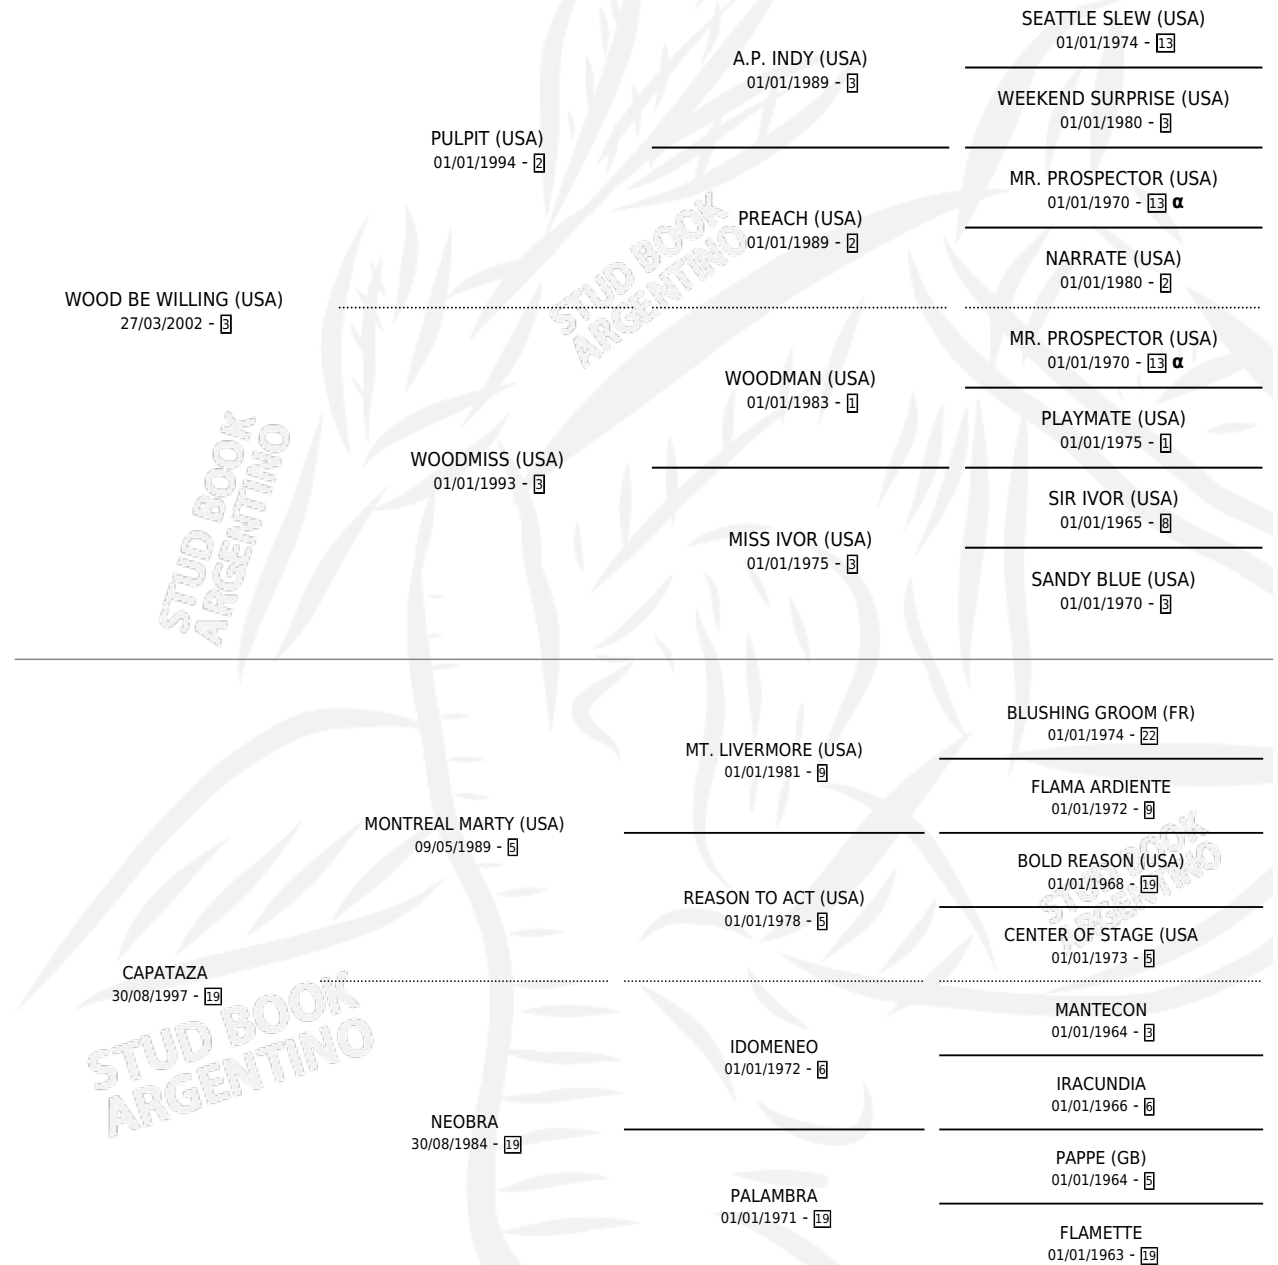 SEATTLE SLEW (USA)
01/01/1974 - 13
A.P. INDY (USA)
01/01/1989 - 3
WEEKEND SURPRISE (USA)
01/01/1980 - 3
PULPIT (USA)
01/01/1994 - 2
MR. PROSPECTOR (USA)
01/01/1970 - 13 α
PREACH (USA)
01/01/1989 - 2
NARRATE (USA)
01/01/1980 - 2
WOOD BE WILLING (USA)
27/03/2002 - 3
MR. PROSPECTOR (USA)
01/01/1970 - 13 α
WOODMAN (USA)
01/01/1983 - 1
PLAYMATE (USA)
01/01/1975 - 1
WOODMISS (USA)
01/01/1993 - 3
SIR IVOR (USA)
01/01/1965 - 8
MISS IVOR (USA)
01/01/1975 - 3
SANDY BLUE (USA)
01/01/1970 - 3
BLUSHING GROOM (FR)
01/01/1974 - 22
MT. LIVERMORE (USA)
01/01/1981 - 9
FLAMA ARDIENTE
01/01/1972 - 9
MONTREAL MARTY (USA)
09/05/1989 - 5
BOLD REASON (USA)
01/01/1968 - 19
REASON TO ACT (USA)
01/01/1978 - 5
CENTER OF STAGE (USA
01/01/1973 - 5
CAPATAZA
30/08/1997 - 19
MANTECON
01/01/1964 - 3
IDOMENEO
01/01/1972 - 6
IRACUNDIA
01/01/1966 - 6
NEOBRA
30/08/1984 - 19
PAPPE (GB)
01/01/1964 - 5
PALAMBRA
01/01/1971 - 19
FLAMETTE
01/01/1963 - 19
STUD BOOK
ARGENTINO
STUD BOOK
ARGENTINO
STUD BOOK
ARGENTINO
STUD BOOK
ARGENTINO